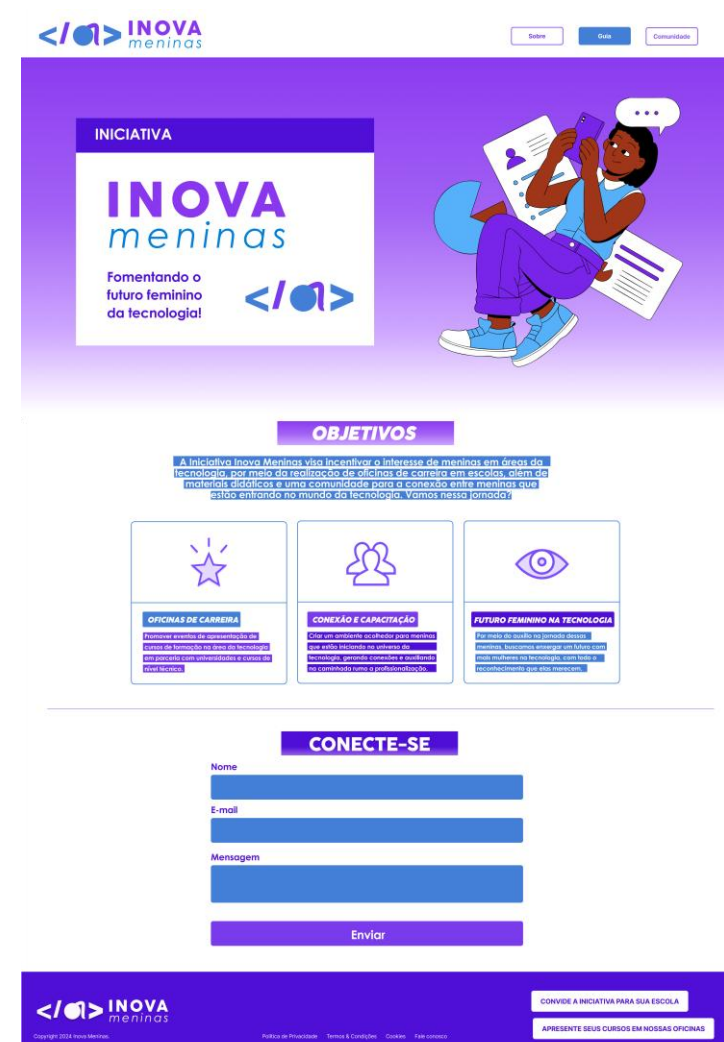 </a> INOVA
meninas
Sobre
Guia
Comunidade
INICIATIVA
INOVA
meninas
Fomentando o
futuro feminino
da tecnologia!
</a>
OBJETIVOS
A Iniciativa Inova Meninas visa incentivar o interesse de meninas em áreas da
tecnologia, por meio da realização de oficinas de carreira em escolas, além de
materiais didáticos e uma comunidade para a conexão entre meninas que
estão entrando no mundo da tecnologia. Vamos nessa jornada?
OFICINAS DE CARREIRA
Promover eventos de apresentação de
cursos de formação na área da tecnologia
em parceria com universidades e cursos de
nível técnico.
CONEXÃO E CAPACITAÇÃO
Criar um ambiente acolhedor para meninas
que estão iniciando no universo da
tecnologia, gerando conexões e auxiliando
na caminhada rumo a profissionalização.
FUTURO FEMININO NA TECNOLOGIA
Por meio do auxílio na jornada dessas
meninas, buscamos enxergar um futuro com
mais mulheres na tecnologia, com todo o
reconhecimento que elas merecem.
CONECTE-SE
Nome
E-mail
Mensagem
Enviar
</a> INOVA
meninas
Copyright 2024 Inova Meninas.
Política de Privacidade
Termos & Condições
Cookies
Fale conosco
CONVIDE A INICIATIVA PARA SUA ESCOLA
APRESENTE SEUS CURSOS EM NOSSAS OFICINAS